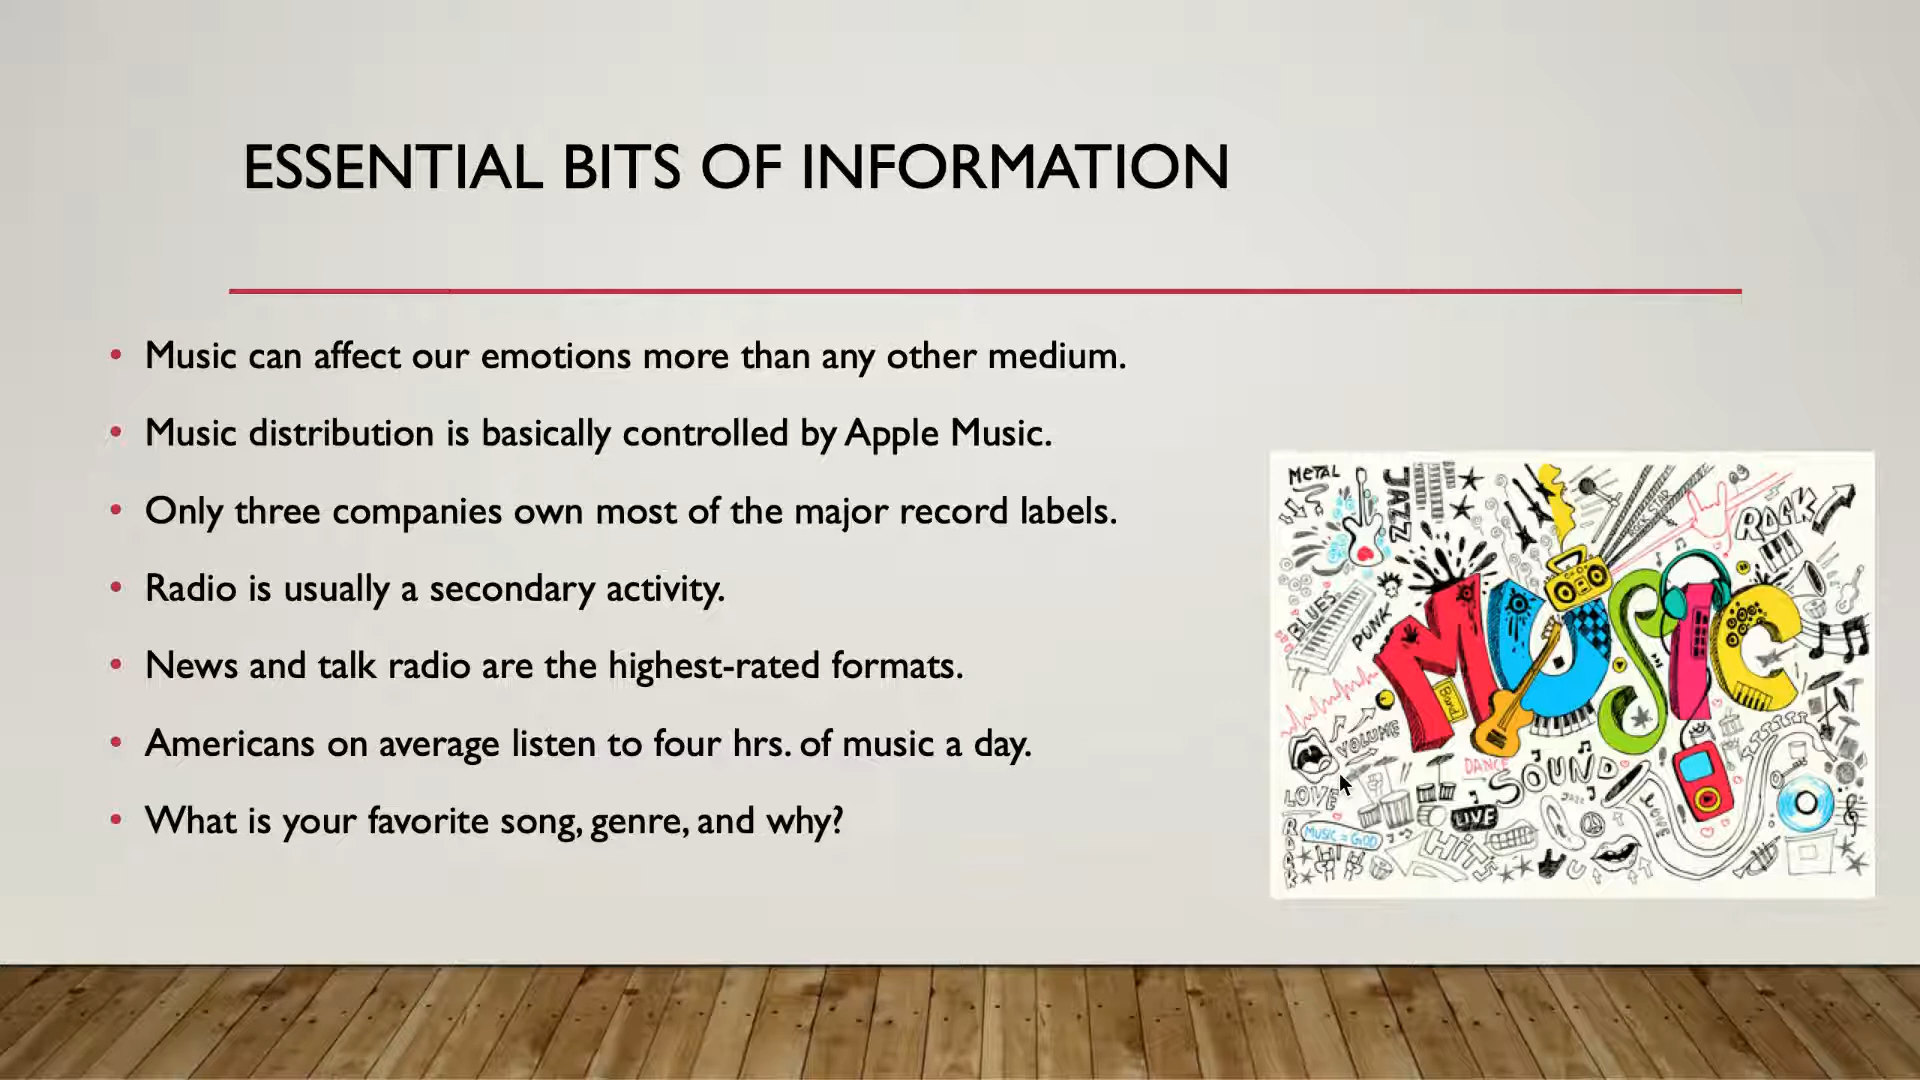 ESSENTIAL BITS OF INFORMATION
• Music can affect our emotions more than any other medium.
• Music distribution is basically controlled by Apple Music.
• Only three companies own most of the major record labels.
• Radio is usually a secondary activity.
• News and talk radio are the highest-rated formats.
• Americans on average listen to four hrs. of music a day.
• What is your favorite song, genre, and why?
METAL
JAZZ
ROCK
BLUES
PUNK
MUSIC
Band
VOLUME
DANCE
SOUND
LOVE
JAZZ
LOVE
LIVE
MUSIC = GOD
HITS
ROCK